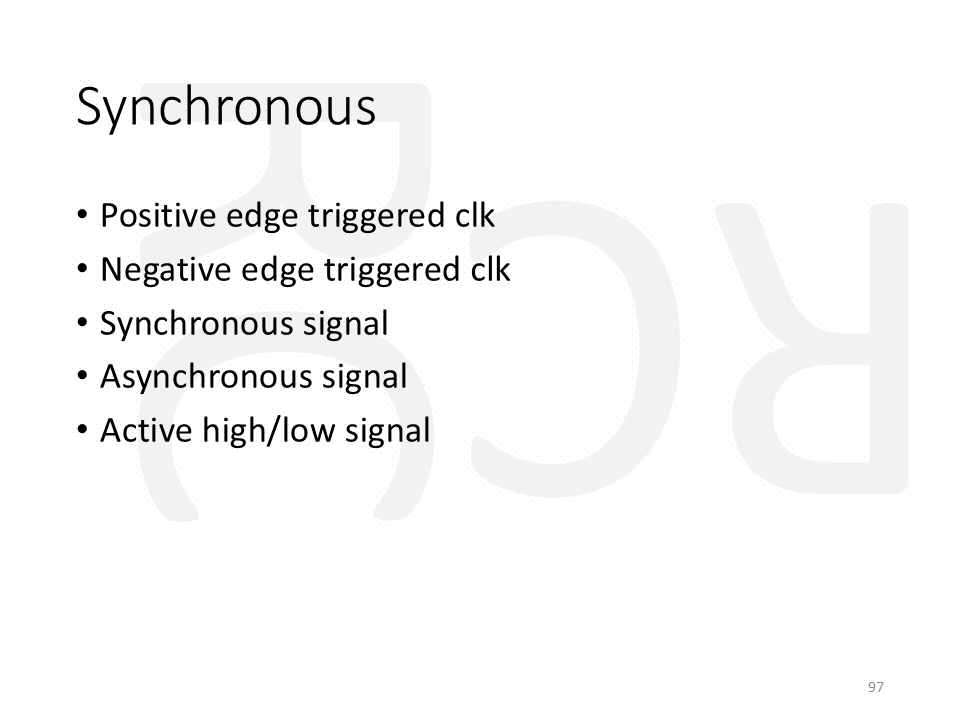 Synchronous
• Positive edge triggered clk
• Negative edge triggered clk
• Synchronous signal
• Asynchronous signal
• Active high/low signal
97